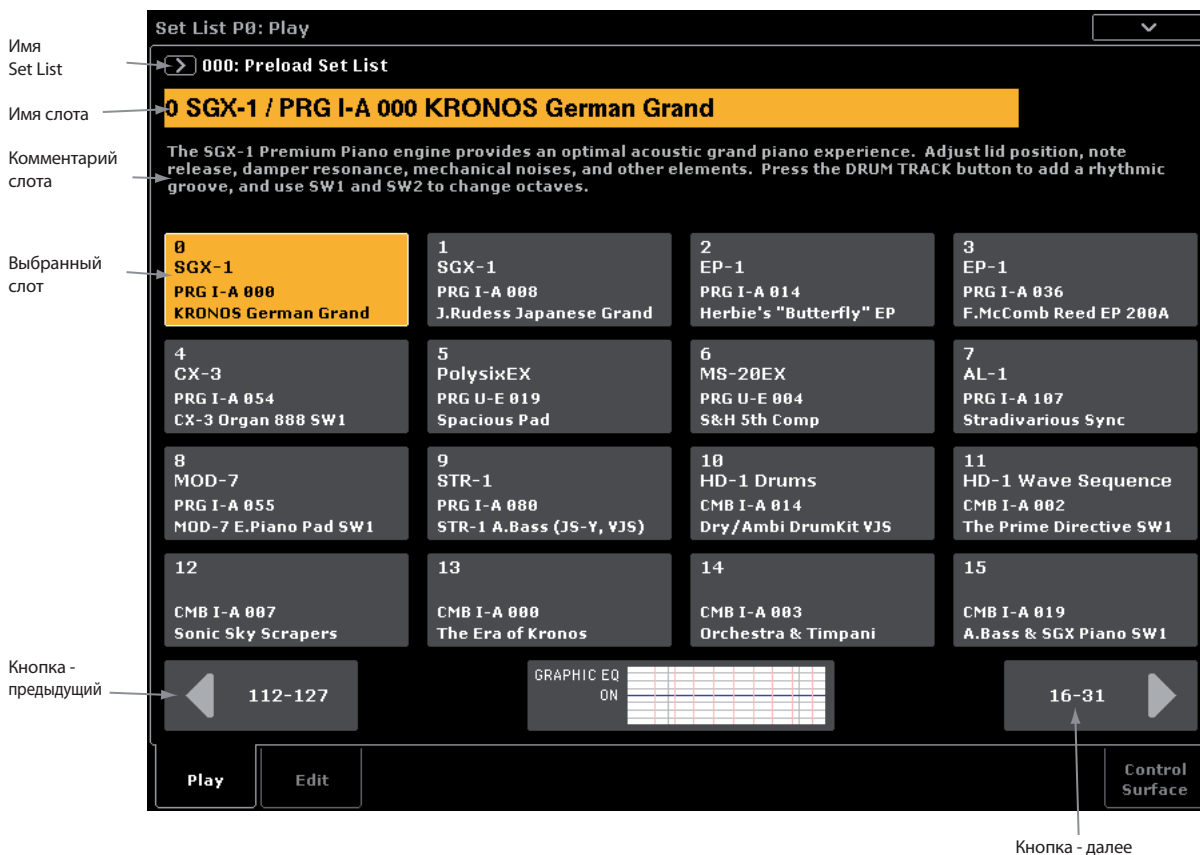 Set List P0: Play
Имя
Set List
000: Preload Set List
Имя слота
0 SGX-1 / PRG I-A 000 KRONOS German Grand
Комментарий
слота
The SGX-1 Premium Piano engine provides an optimal acoustic grand piano experience. Adjust lid position, note
release, damper resonance, mechanical noises, and other elements. Press the DRUM TRACK button to add a rhythmic
groove, and use SW1 and SW2 to change octaves.
Выбранный
слот
0
SGX-1
PRG I-A 000
KRONOS German Grand
1
SGX-1
PRG I-A 008
J.Rudess Japanese Grand
2
EP-1
PRG I-A 014
Herbie's "Butterfly" EP
3
EP-1
PRG I-A 036
F.McComb Reed EP 200A
4
CX-3
PRG I-A 054
CX-3 Organ 888 SW1
5
PolysixEX
PRG U-E 019
Spacious Pad
6
MS-20EX
PRG U-E 004
S&H 5th Comp
7
AL-1
PRG I-A 107
Stradivarious Sync
8
MOD-7
PRG I-A 055
MOD-7 E.Piano Pad SW1
9
STR-1
PRG I-A 080
STR-1 A.Bass (JS-Y, VJS)
10
HD-1 Drums
CMB I-A 014
Dry/Ambi DrumKit VJS
11
HD-1 Wave Sequence
CMB I-A 002
The Prime Directive SW1
12
CMB I-A 007
Sonic Sky Scrapers
13
CMB I-A 000
The Era of Kronos
14
CMB I-A 003
Orchestra & Timpani
15
CMB I-A 019
A.Bass & SGX Piano SW1
Кнопка -
предыдущий
112-127
GRAPHIC EQ
ON
16-31
Play
Edit
Control
Surface
Кнопка - далее